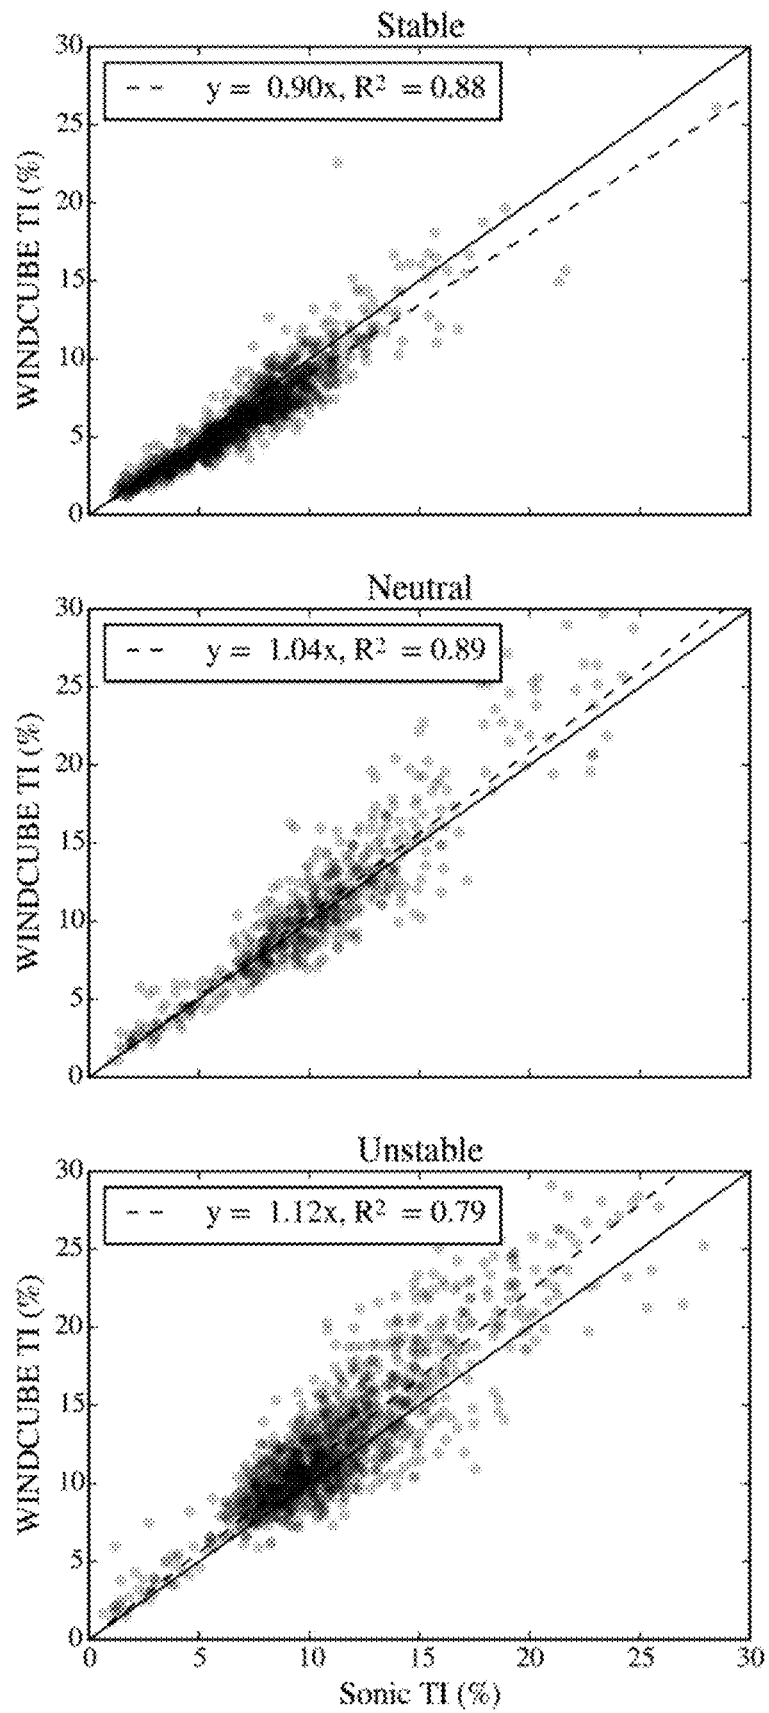 Stable
30
25
20
15
10
5
0
WINDCUBE TI (%)
y = 0.90x, R² = 0.88
Neutral
30
25
20
15
10
5
0
WINDCUBE TI (%)
y = 1.04x, R² = 0.89
Unstable
30
25
20
15
10
5
0
WINDCUBE TI (%)
y = 1.12x, R² = 0.79
0 5 10 15 20 25 30
Sonic TI (%)